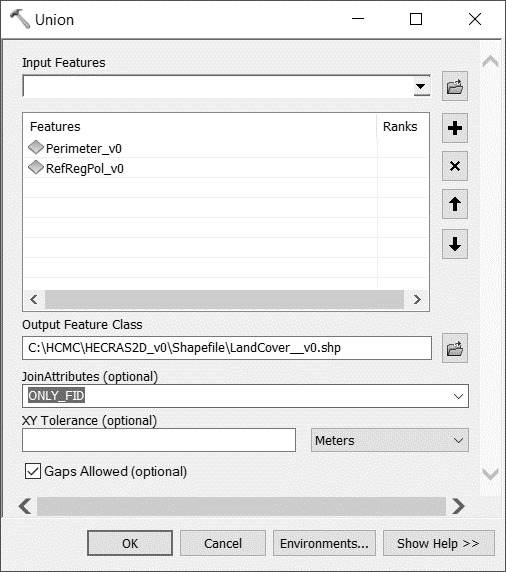 Union
Input Features
Features Ranks
Perimeter_v0
RefRegPol_v0
Output Feature Class
C:\HCMC\HECRAS2D_v0\Shapefile\LandCover__v0.shp
JoinAttributes (optional)
ONLY_FID
XY Tolerance (optional)
Meters
Gaps Allowed (optional)
OK Cancel Environments... Show Help >>